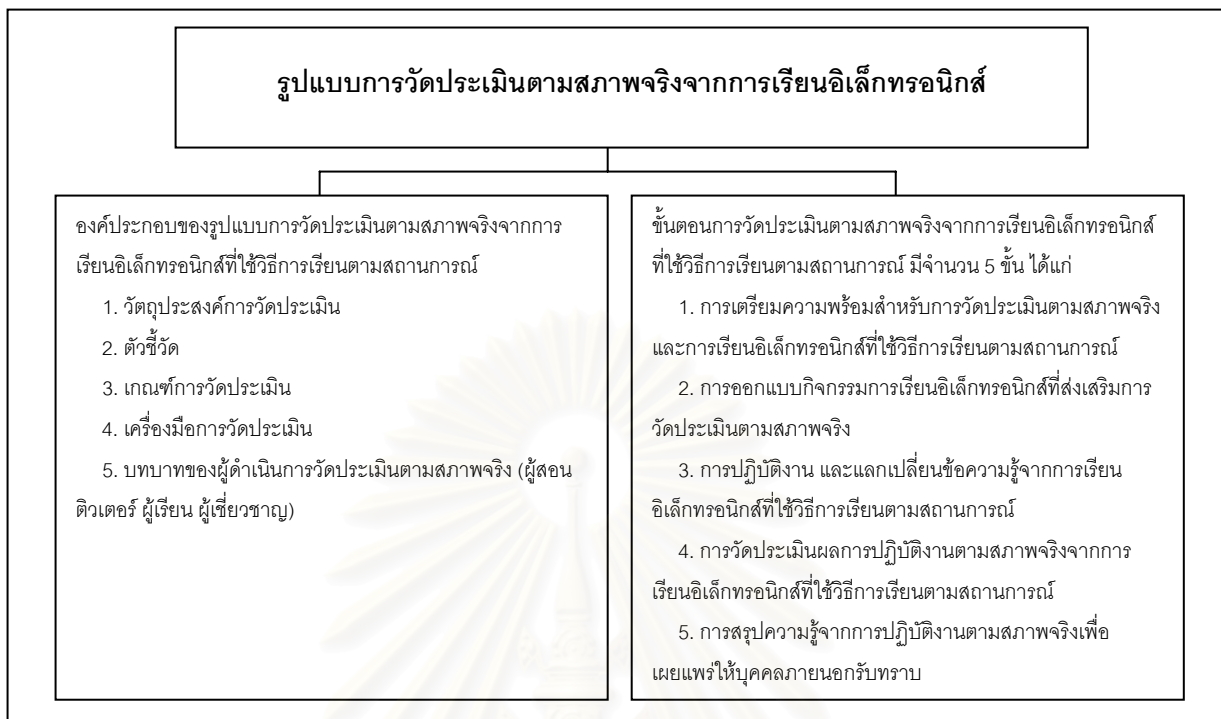 รูปแบบการวัดประเมินตามสภาพจริงจากการเรียนอิเล็กทรอนิกส์
องค์ประกอบของรูปแบบการวัดประเมินตามสภาพจริงจากการ
เรียนอิเล็กทรอนิกส์ที่ใช้วิธีการเรียนตามสถานการณ์
1. วัตถุประสงค์การวัดประเมิน
2. ตัวชี้วัด
3. เกณฑ์การวัดประเมิน
4. เครื่องมือการวัดประเมิน
5. บทบาทของผู้ดำเนินการวัดประเมินตามสภาพจริง (ผู้สอน
ติวเตอร์ ผู้เรียน ผู้เชี่ยวชาญ)
ขั้นตอนการวัดประเมินตามสภาพจริงจากการเรียนอิเล็กทรอนิกส์
ที่ใช้วิธีการเรียนตามสถานการณ์ มีจำนวน 5 ขั้น ได้แก่
1. การเตรียมความพร้อมสำหรับการวัดประเมินตามสภาพจริง
และการเรียนอิเล็กทรอนิกส์ที่ใช้วิธีการเรียนตามสถานการณ์
2. การออกแบบกิจกรรมการเรียนอิเล็กทรอนิกส์ที่ส่งเสริมการ
วัดประเมินตามสภาพจริง
3. การปฏิบัติงาน และแลกเปลี่ยนข้อความรู้จากการเรียน
อิเล็กทรอนิกส์ที่ใช้วิธีการเรียนตามสถานการณ์
4. การวัดประเมินผลการปฏิบัติงานตามสภาพจริงจากการ
เรียนอิเล็กทรอนิกส์ที่ใช้วิธีการเรียนตามสถานการณ์
5. การสรุปความรู้จากการปฏิบัติงานตามสภาพจริงเพื่อ
เผยแพร่ให้บุคคลภายนอกรับทราบ